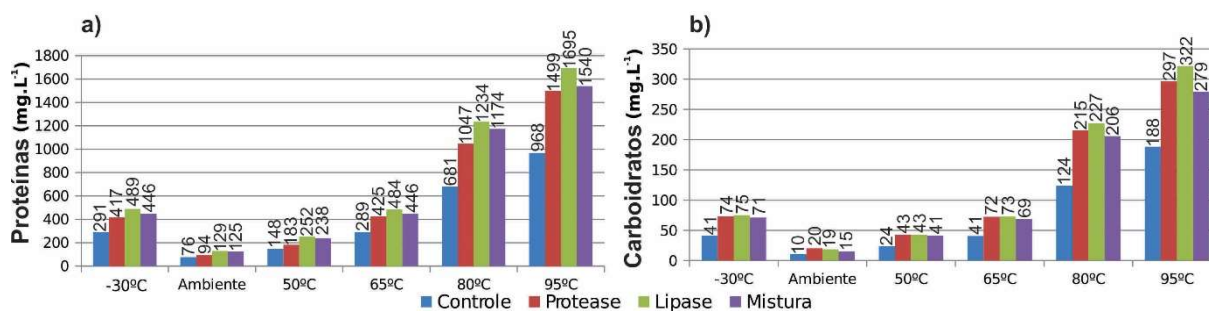 a)
Proteínas (mg.L⁻¹)
1800
1600
1400
1200
1000
800
600
400
200
0
291 417 489 446
76 94 129 125
148 183 252 238
289 425 484 446
681 1047 1234 1174
968 1499 1695 1540
-30ºC Ambiente 50ºC 65ºC 80ºC 95ºC
b)
Carboidratos (mg.L⁻¹)
350
300
250
200
150
100
50
0
41 74 75 71
10 20 19 15
24 43 43 41
41 72 73 69
124 215 227 206
188 297 322 279
-30ºC Ambiente 50ºC 65ºC 80ºC 95ºC
Controle Protease Lipase Mistura